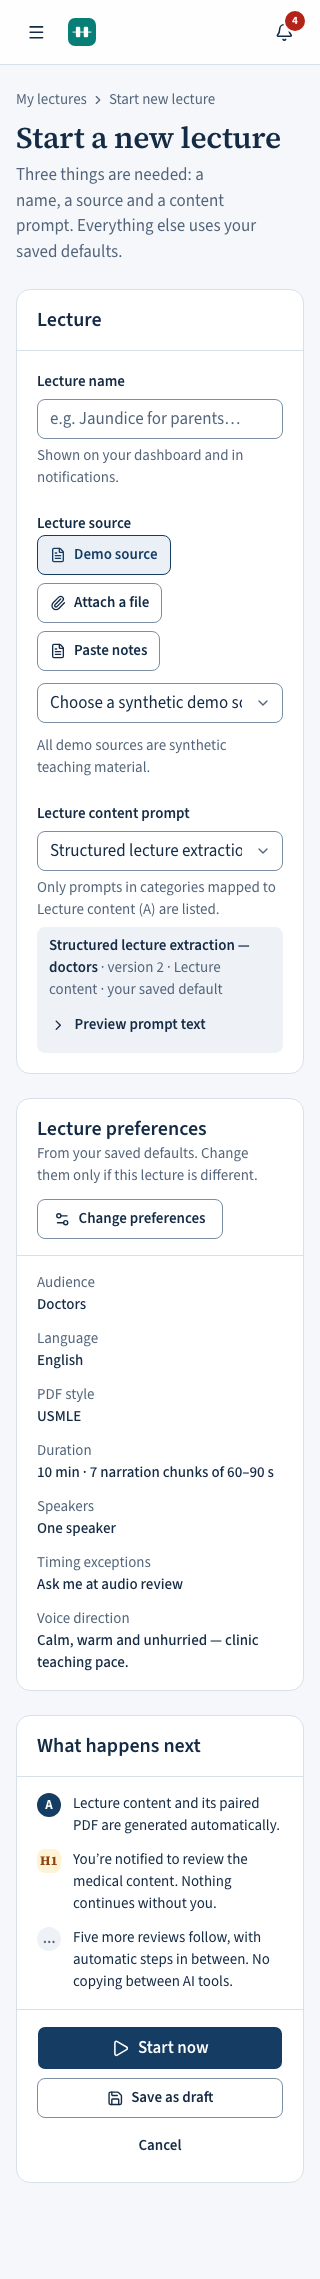 4
My lectures > Start new lecture
Start a new lecture
Three things are needed: a
name, a source and a content
prompt. Everything else uses your
saved defaults.
Lecture
Lecture name
e.g. Jaundice for parents…
Shown on your dashboard and in
notifications.
Lecture source
Demo source
Attach a file
Paste notes
Choose a synthetic demo sc
All demo sources are synthetic
teaching material.
Lecture content prompt
Structured lecture extractio
Only prompts in categories mapped to
Lecture content (A) are listed.
Structured lecture extraction —
doctors · version 2 · Lecture
content · your saved default
Preview prompt text
Lecture preferences
From your saved defaults. Change
them only if this lecture is different.
Change preferences
Audience
Doctors
Language
English
PDF style
USMLE
Duration
10 min · 7 narration chunks of 60–90 s
Speakers
One speaker
Timing exceptions
Ask me at audio review
Voice direction
Calm, warm and unhurried — clinic
teaching pace.
What happens next
A Lecture content and its paired
PDF are generated automatically.
H1 You’re notified to review the
medical content. Nothing
continues without you.
… Five more reviews follow, with
automatic steps in between. No
copying between AI tools.
Start now
Save as draft
Cancel